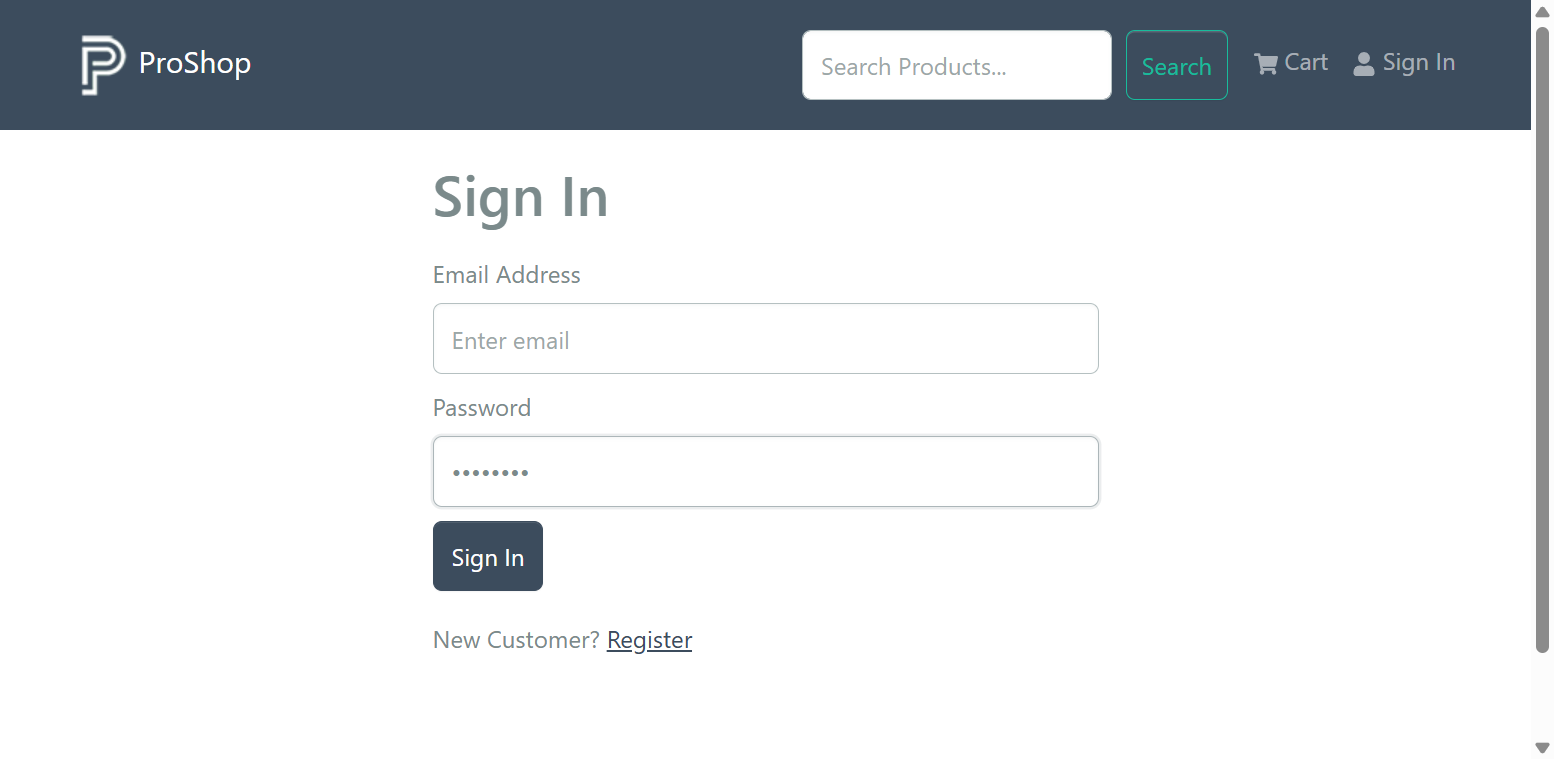 ProShop
Search Products...
Search
Cart
Sign In
Sign In
Email Address
Enter email
Password
••••••••
Sign In
New Customer? Register